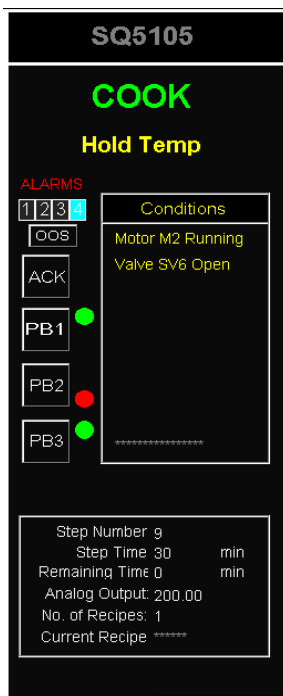 SQ5105
COOK
Hold Temp
ALARMS
1 2 3 4
OOS
ACK
PB1
PB2
PB3
Conditions
Motor M2 Running
Valve SV6 Open
****************
Step Number 9
Step Time 30 min
Remaining Time 0 min
Analog Output: 200.00
No. of Recipes: 1
Current Recipe ******